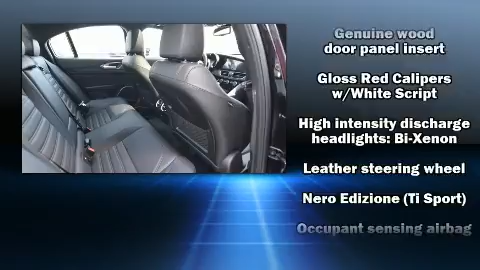 Genuine wood
door panel insert
Gloss Red Calipers
w/White Script
High intensity discharge
headlights: Bi-Xenon
Leather steering wheel
Nero Edizione (Ti Sport)
Occupant sensing airbag